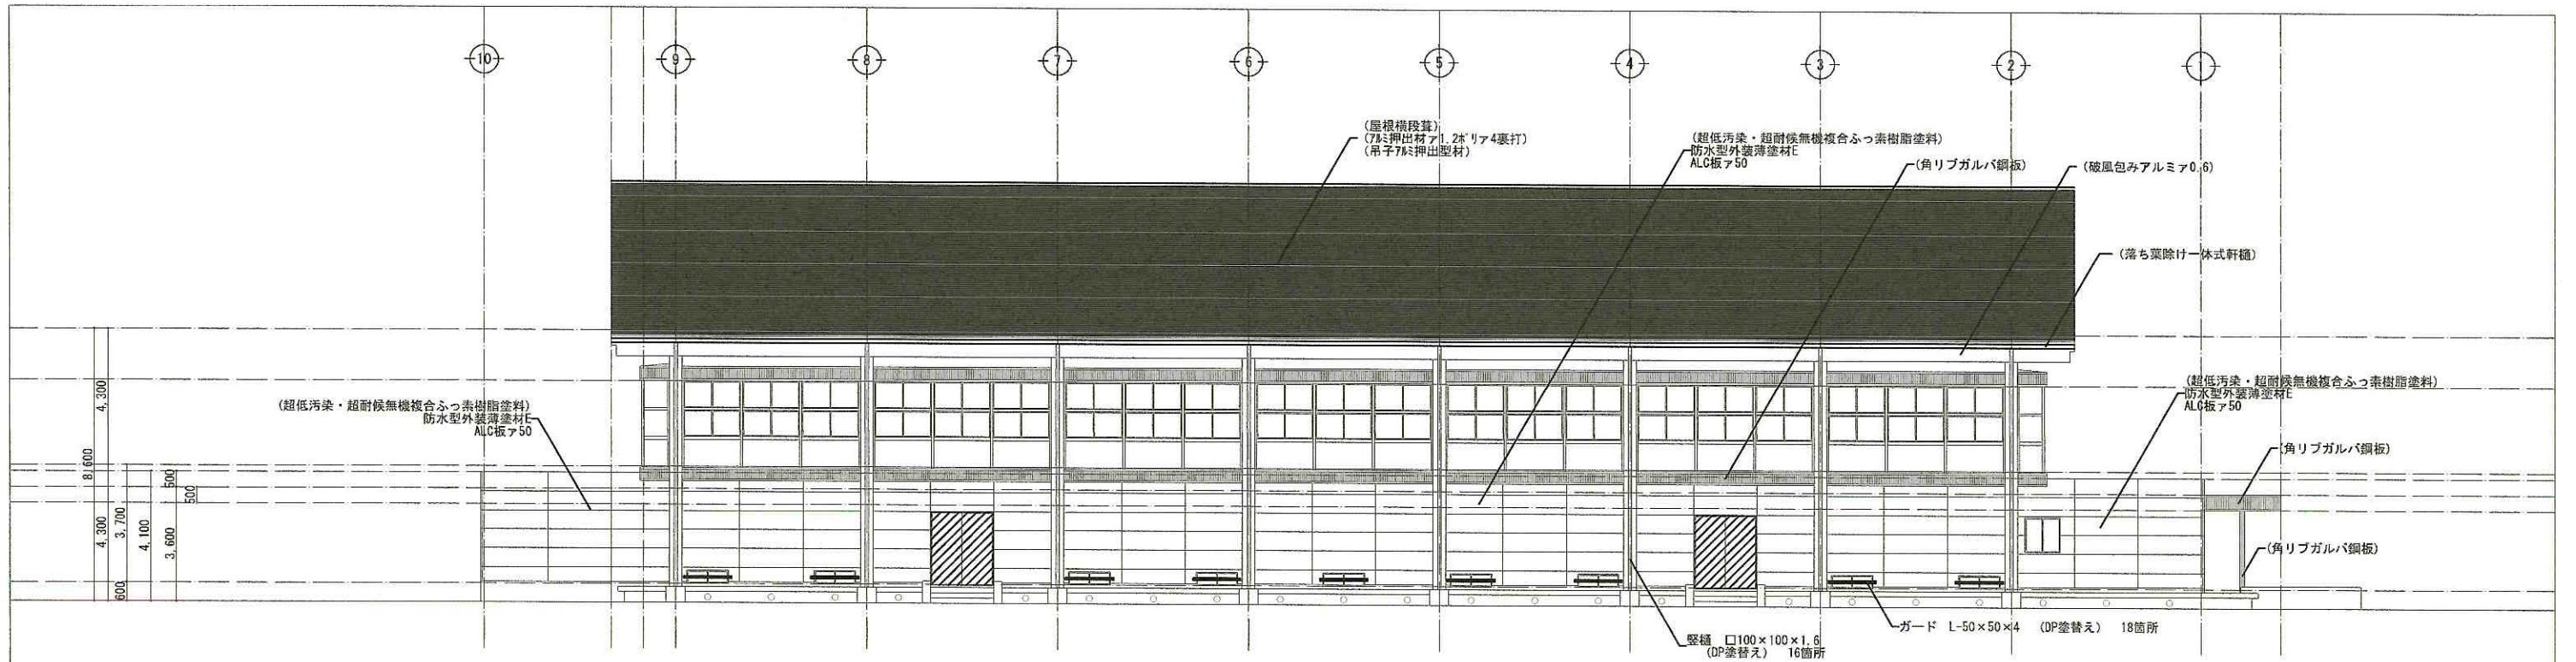 10
9
8
7
6
5
4
3
2
1
(屋根横段葺)
(ｱﾙﾐ押出材ァ1.2ﾎﾟﾘァ4裏打)
(吊子ｱﾙﾐ押出型材)
(超低汚染・超耐候無機複合ふっ素樹脂塗料)
防水型外装薄塗材E
ALC板ァ50
(角リブガルバ鋼板)
(破風包みアルミァ0.6)
(落ち葉除け一体式軒樋)
(超低汚染・超耐候無機複合ふっ素樹脂塗料)
防水型外装薄塗材E
ALC板ァ50
(超低汚染・超耐候無機複合ふっ素樹脂塗料)
防水型外装薄塗材E
ALC板ァ50
(角リブガルバ鋼板)
(角リブガルバ鋼板)
4,300
8,600
4,300
3,700
4,100
500
3,600
500
600
ガード L-50×50×4 (DP塗替え) 18箇所
竪樋 □100×100×1.6
(DP塗替え) 16箇所